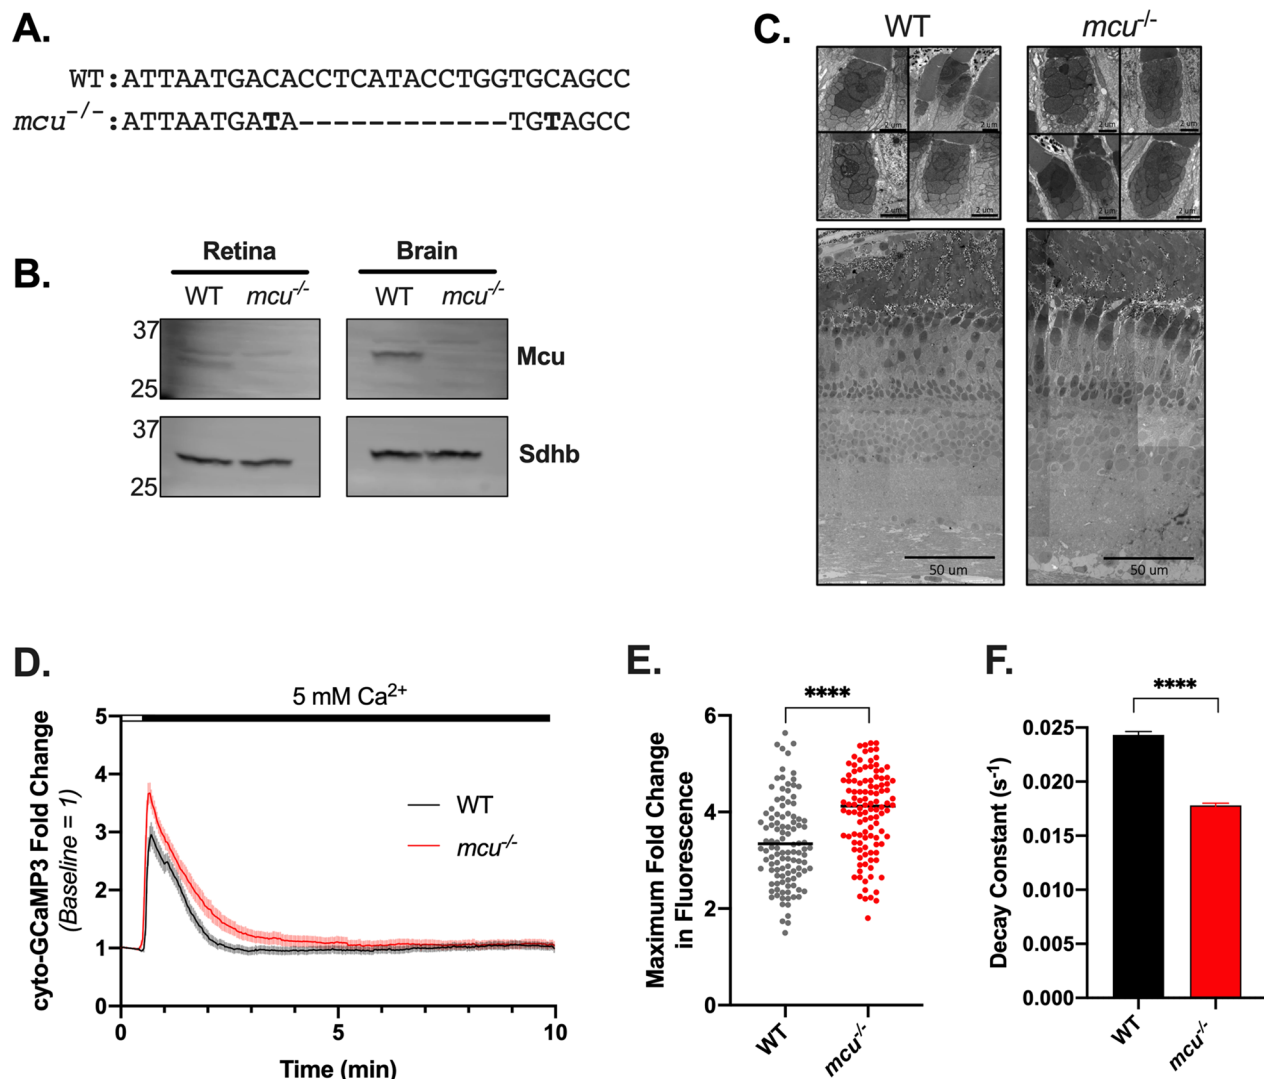 A.
WT:ATTAATGACACCTCATACCTGGTGCAGCC
mcu-/-:ATTAATGATA------------TGTAGCC
B.
Retina
Brain
WT mcu-/-
WT mcu-/-
37
25
Mcu
37
25
Sdhb
C.
WT
mcu-/-
2 um
2 um
2 um
2 um
2 um
2 um
2 um
2 um
50 um
50 um
D.
5 mM Ca2+
cyto-GCaMP3 Fold Change
(Baseline = 1)
5
4
3
2
1
0
WT
mcu-/-
0
5
10
Time (min)
E.
****
Maximum Fold Change
in Fluorescence
6
4
2
0
WT
mcu-/-
F.
****
Decay Constant (s-1)
0.025
0.020
0.015
0.010
0.005
0.000
WT
mcu-/-